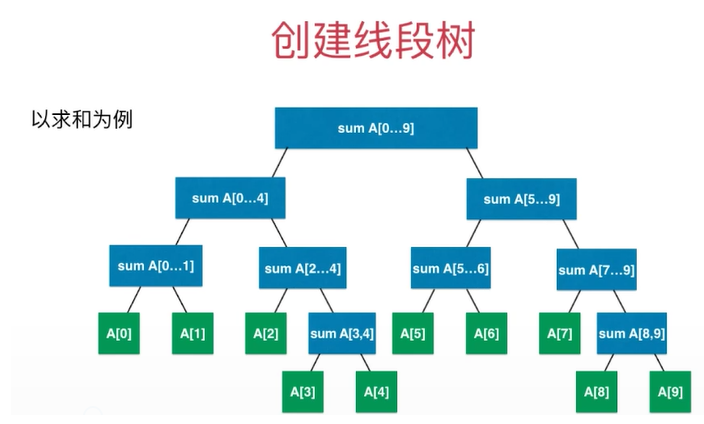 创建线段树
以求和为例
sum A[0...9]
sum A[0...4]
sum A[5...9]
sum A[0...1]
sum A[2...4]
sum A[5...6]
sum A[7...9]
A[0]
A[1]
A[2]
sum A[3,4]
A[5]
A[6]
A[7]
sum A[8,9]
A[3]
A[4]
A[8]
A[9]